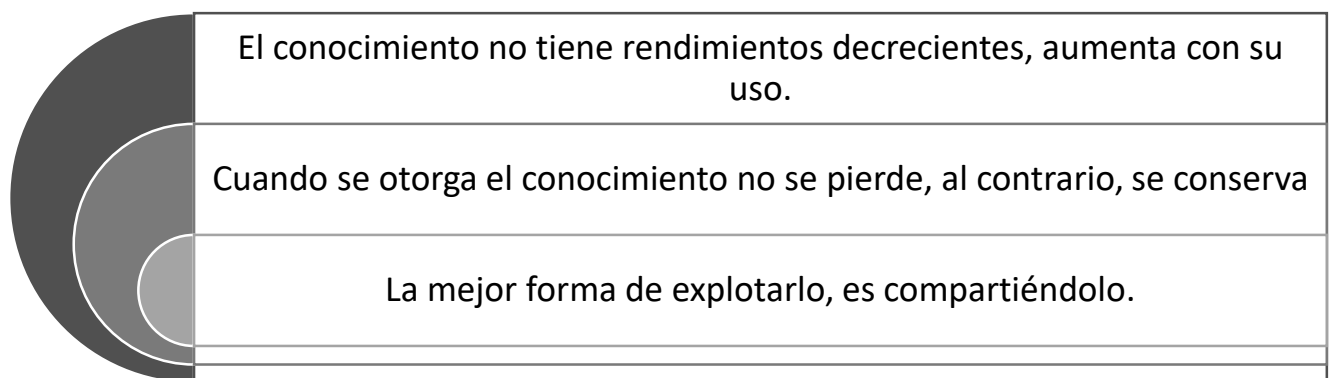 El conocimiento no tiene rendimientos decrecientes, aumenta con su
uso.
Cuando se otorga el conocimiento no se pierde, al contrario, se conserva
La mejor forma de explotarlo, es compartiéndolo.